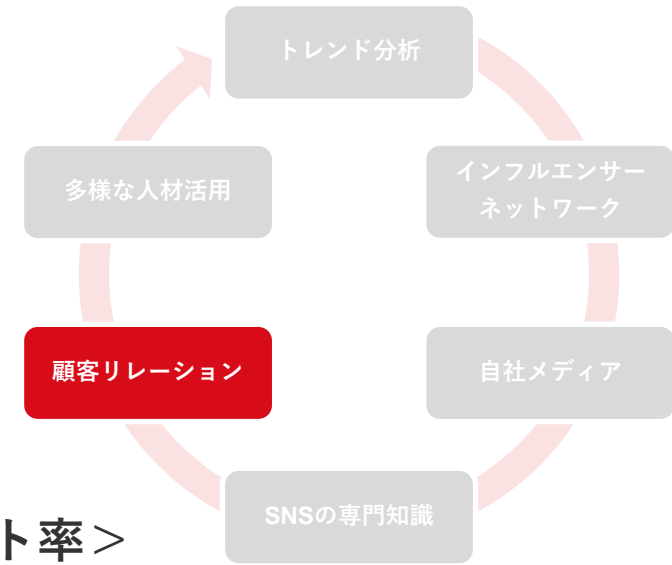 トレンド分析
多様な人材活用
インフルエンサー
ネットワーク
顧客リレーション
自社メディア
SNSの専門知識
ト率＞